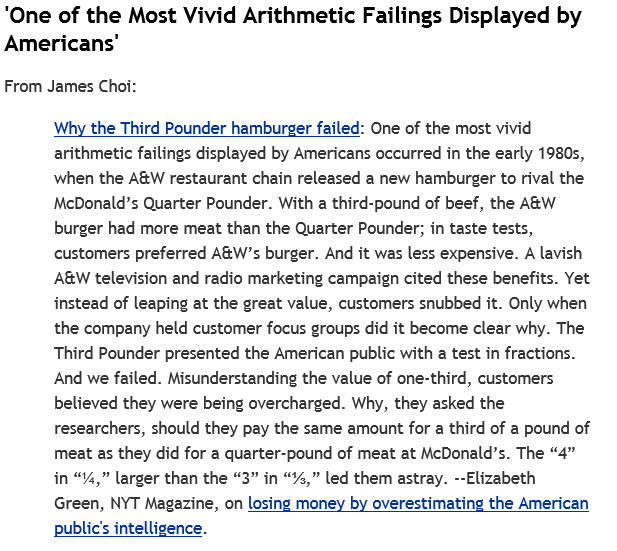 'One of the Most Vivid Arithmetic Failings Displayed by
Americans'
From James Choi:
Why the Third Pounder hamburger failed: One of the most vivid
arithmetic failings displayed by Americans occurred in the early 1980s,
when the A&W restaurant chain released a new hamburger to rival the
McDonald’s Quarter Pounder. With a third-pound of beef, the A&W
burger had more meat than the Quarter Pounder; in taste tests,
customers preferred A&W’s burger. And it was less expensive. A lavish
A&W television and radio marketing campaign cited these benefits. Yet
instead of leaping at the great value, customers snubbed it. Only when
the company held customer focus groups did it become clear why. The
Third Pounder presented the American public with a test in fractions.
And we failed. Misunderstanding the value of one-third, customers
believed they were being overcharged. Why, they asked the
researchers, should they pay the same amount for a third of a pound of
meat as they did for a quarter-pound of meat at McDonald’s. The “4”
in “¼,” larger than the “3” in “⅓,” led them astray. --Elizabeth
Green, NYT Magazine, on losing money by overestimating the American
public's intelligence.